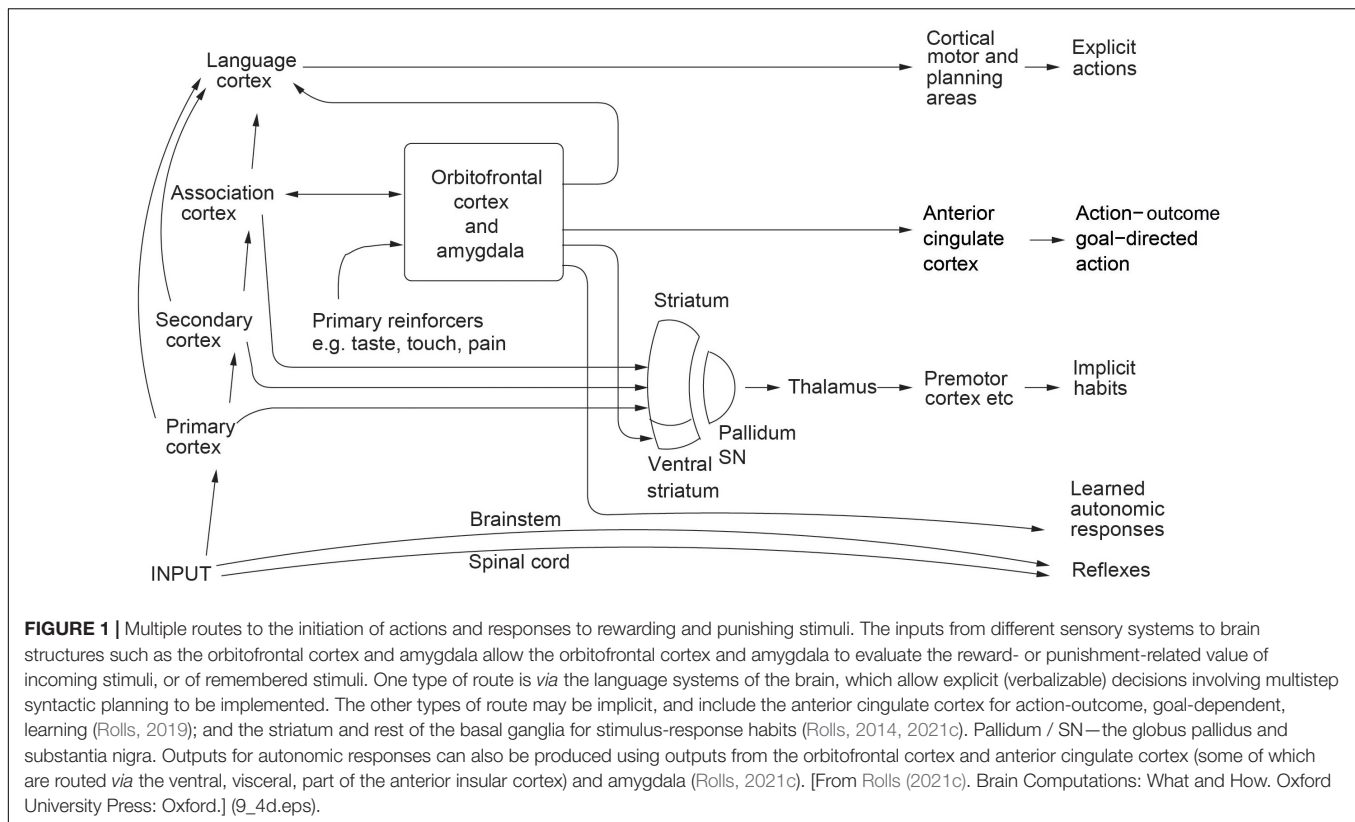 Language
cortex
Cortical
motor and
planning
areas
Explicit
actions
Association
cortex
Orbitofrontal
cortex
and
amygdala
Anterior
cingulate
cortex
Action–outcome
goal–directed
action
Secondary
cortex
Primary reinforcers
e.g. taste, touch, pain
Striatum
Thalamus
Premotor
cortex etc
Implicit
habits
Primary
cortex
Pallidum
SN
Ventral
striatum
Learned
autonomic
responses
Brainstem
Spinal cord
INPUT
Reflexes
FIGURE 1 | Multiple routes to the initiation of actions and responses to rewarding and punishing stimuli. The inputs from different sensory systems to brain
structures such as the orbitofrontal cortex and amygdala allow the orbitofrontal cortex and amygdala to evaluate the reward- or punishment-related value of
incoming stimuli, or of remembered stimuli. One type of route is via the language systems of the brain, which allow explicit (verbalizable) decisions involving multistep
syntactic planning to be implemented. The other types of route may be implicit, and include the anterior cingulate cortex for action-outcome, goal-dependent,
learning (Rolls, 2019); and the striatum and rest of the basal ganglia for stimulus-response habits (Rolls, 2014, 2021c). Pallidum / SN—the globus pallidus and
substantia nigra. Outputs for autonomic responses can also be produced using outputs from the orbitofrontal cortex and anterior cingulate cortex (some of which
are routed via the ventral, visceral, part of the anterior insular cortex) and amygdala (Rolls, 2021c). [From Rolls (2021c). Brain Computations: What and How. Oxford
University Press: Oxford.] (9_4d.eps).